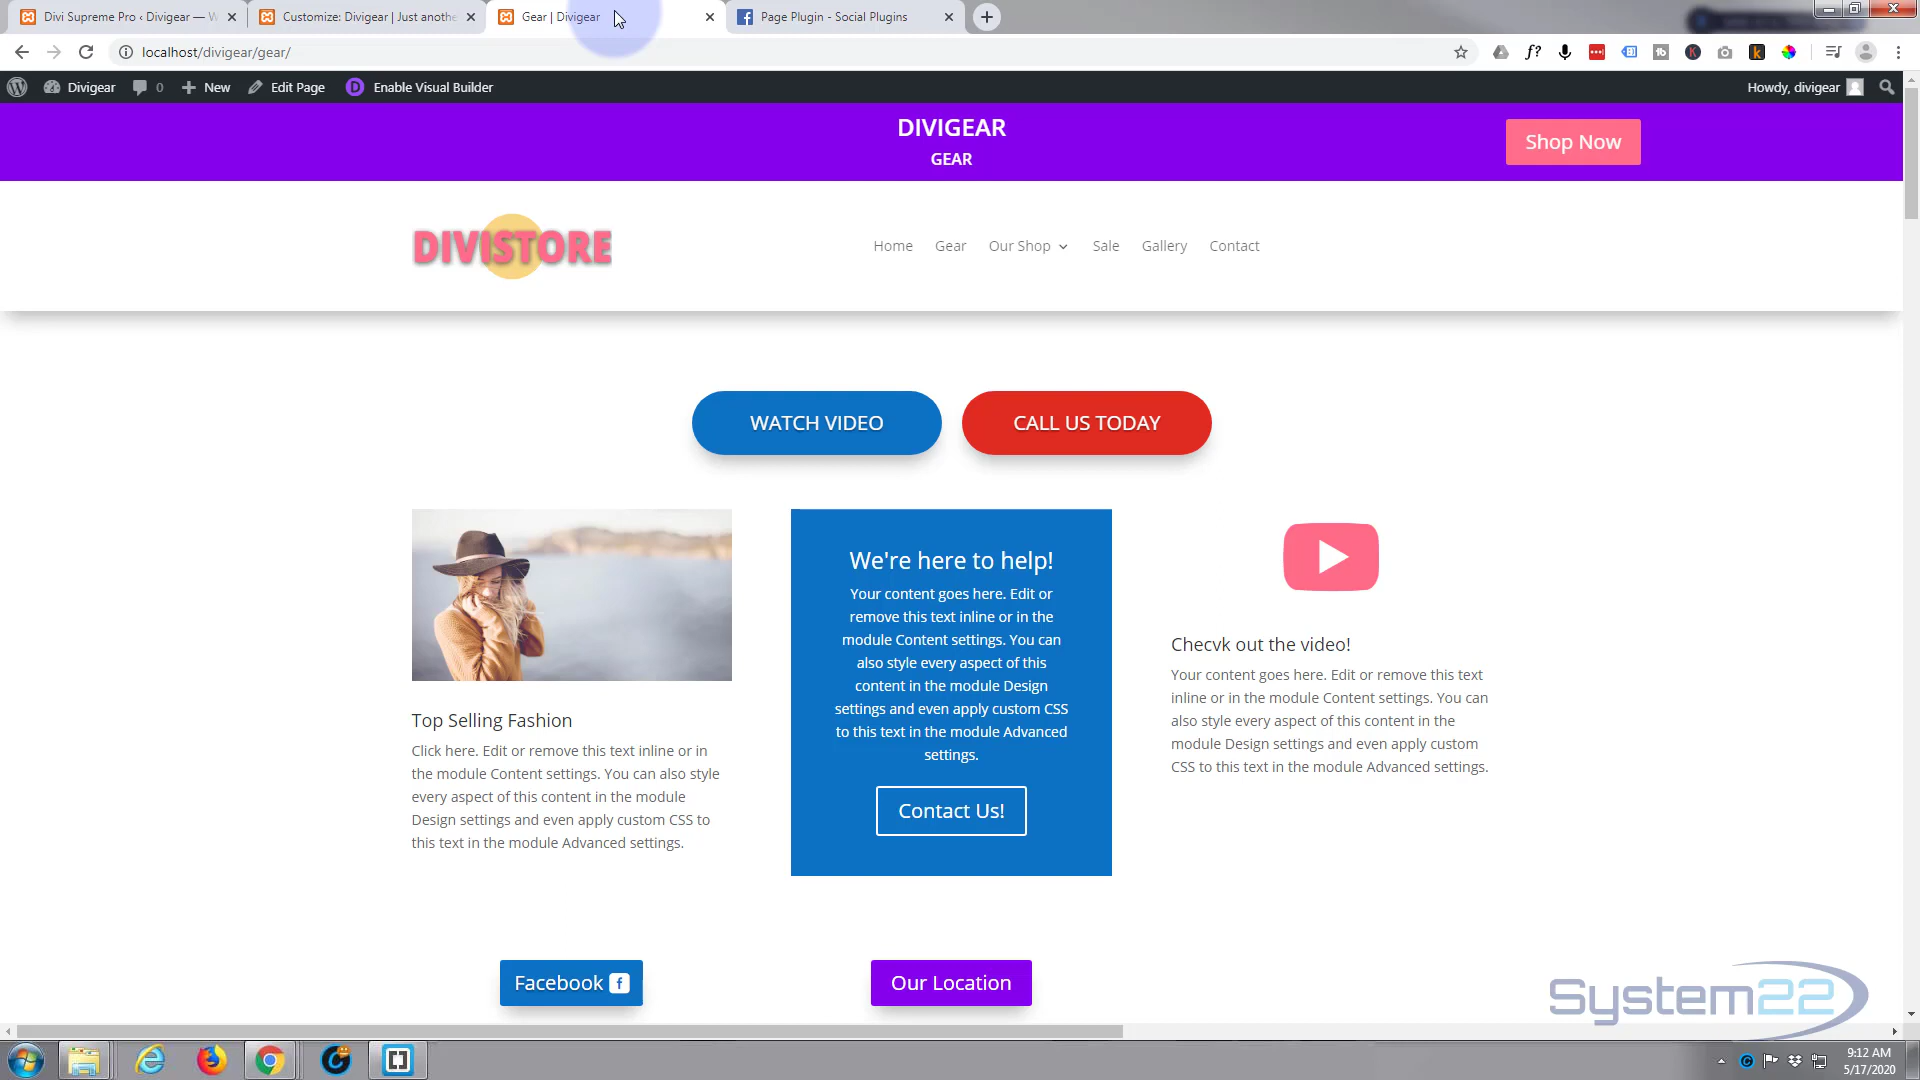 Divi Supreme Pro ‹ Divigear — W
Customize: Divigear | Just anothe
Gear | Divigear
Page Plugin - Social Plugins
localhost/divigear/gear/
Divigear
0
New
Edit Page
D
Enable Visual Builder
Howdy, divigear
DIVIGEAR
GEAR
Shop Now
DIVISTORE
Home
Gear
Our Shop
Sale
Gallery
Contact
WATCH VIDEO
CALL US TODAY
Top Selling Fashion
Click here. Edit or remove this text inline or in
the module Content settings. You can also style
every aspect of this content in the module
Design settings and even apply custom CSS to
this text in the module Advanced settings.
We're here to help!
Your content goes here. Edit or
remove this text inline or in the
module Content settings. You can
also style every aspect of this
content in the module Design
settings and even apply custom CSS
to this text in the module Advanced
settings.
Contact Us!
Checvk out the video!
Your content goes here. Edit or remove this text
inline or in the module Content settings. You can
also style every aspect of this content in the
module Design settings and even apply custom
CSS to this text in the module Advanced settings.
Facebook
Our Location
System22
9:12 AM
5/17/2020